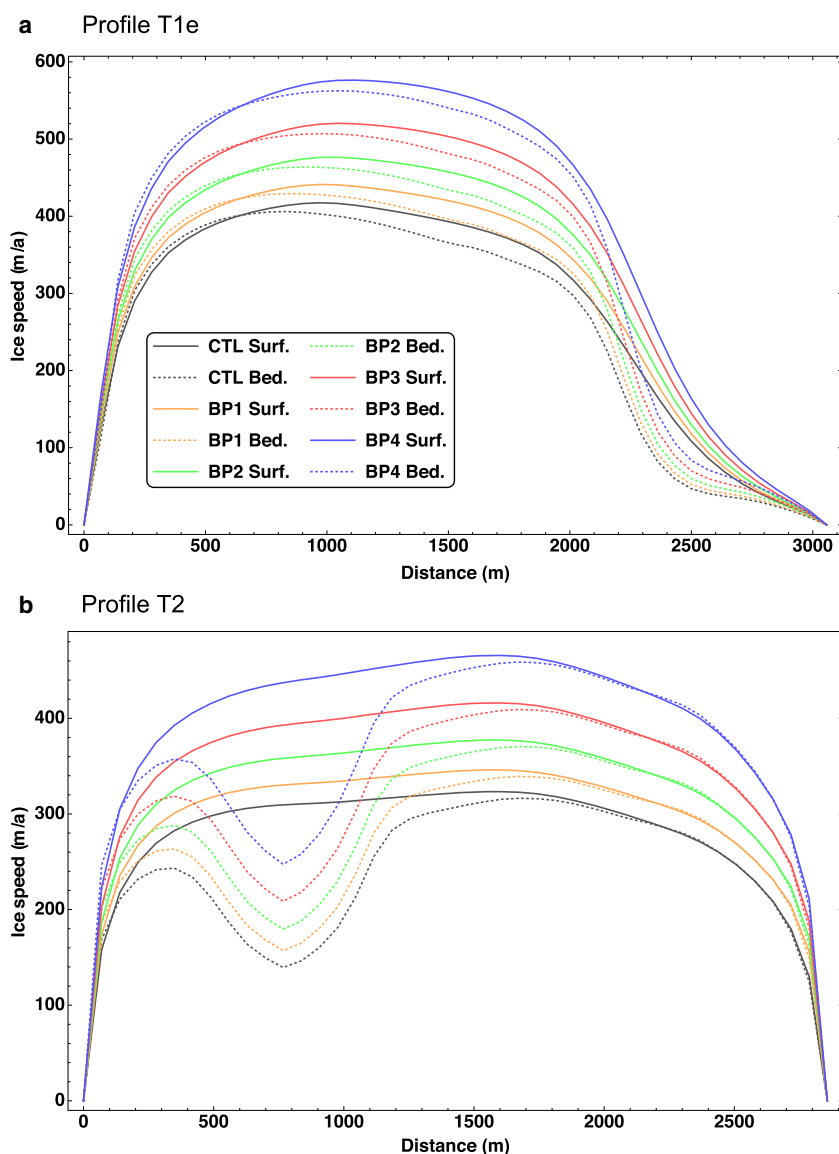 a Profile T1e
600
500
400
300
200
100
0
Ice speed (m/a)
CTL Surf. BP2 Bed.
CTL Bed. BP3 Surf.
BP1 Surf. BP3 Bed.
BP1 Bed. BP4 Surf.
BP2 Surf. BP4 Bed.
0 500 1000 1500 2000 2500 3000
Distance (m)
b Profile T2
400
300
200
100
0
Ice speed (m/a)
0 500 1000 1500 2000 2500
Distance (m)